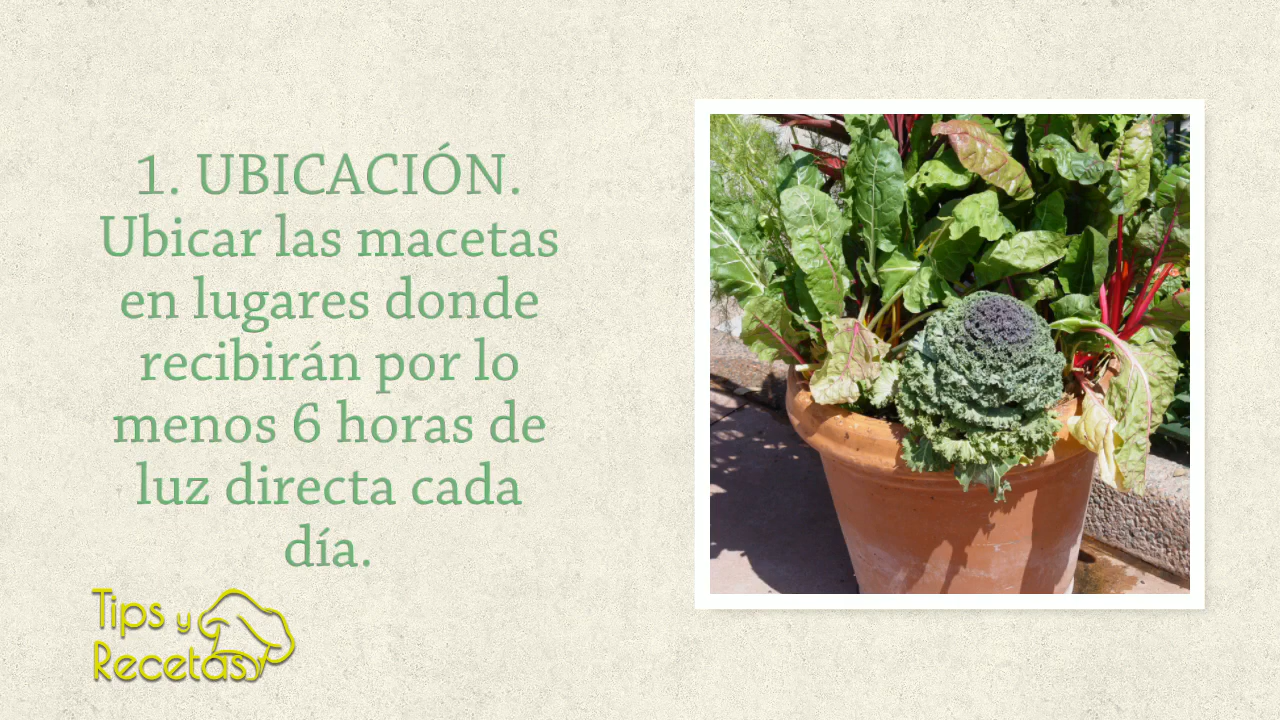 1. UBICACIÓN.
Ubicar las macetas
en lugares donde
recibirán por lo
menos 6 horas de
luz directa cada
día.
Tips y
Recetas